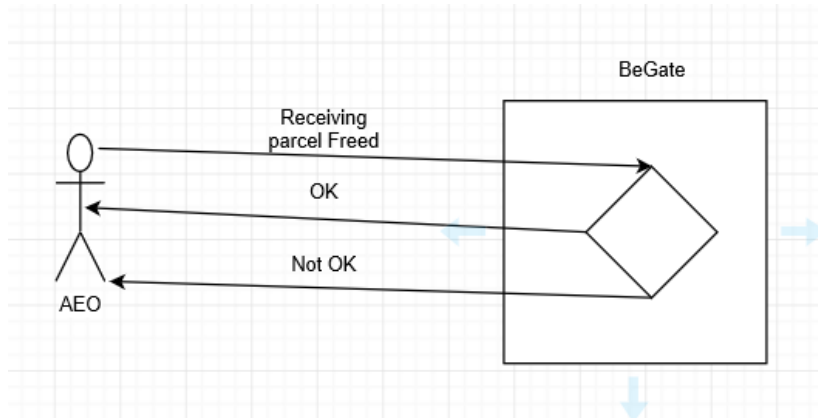 BeGate
Receiving
parcel Freed
OK
Not OK
AEO